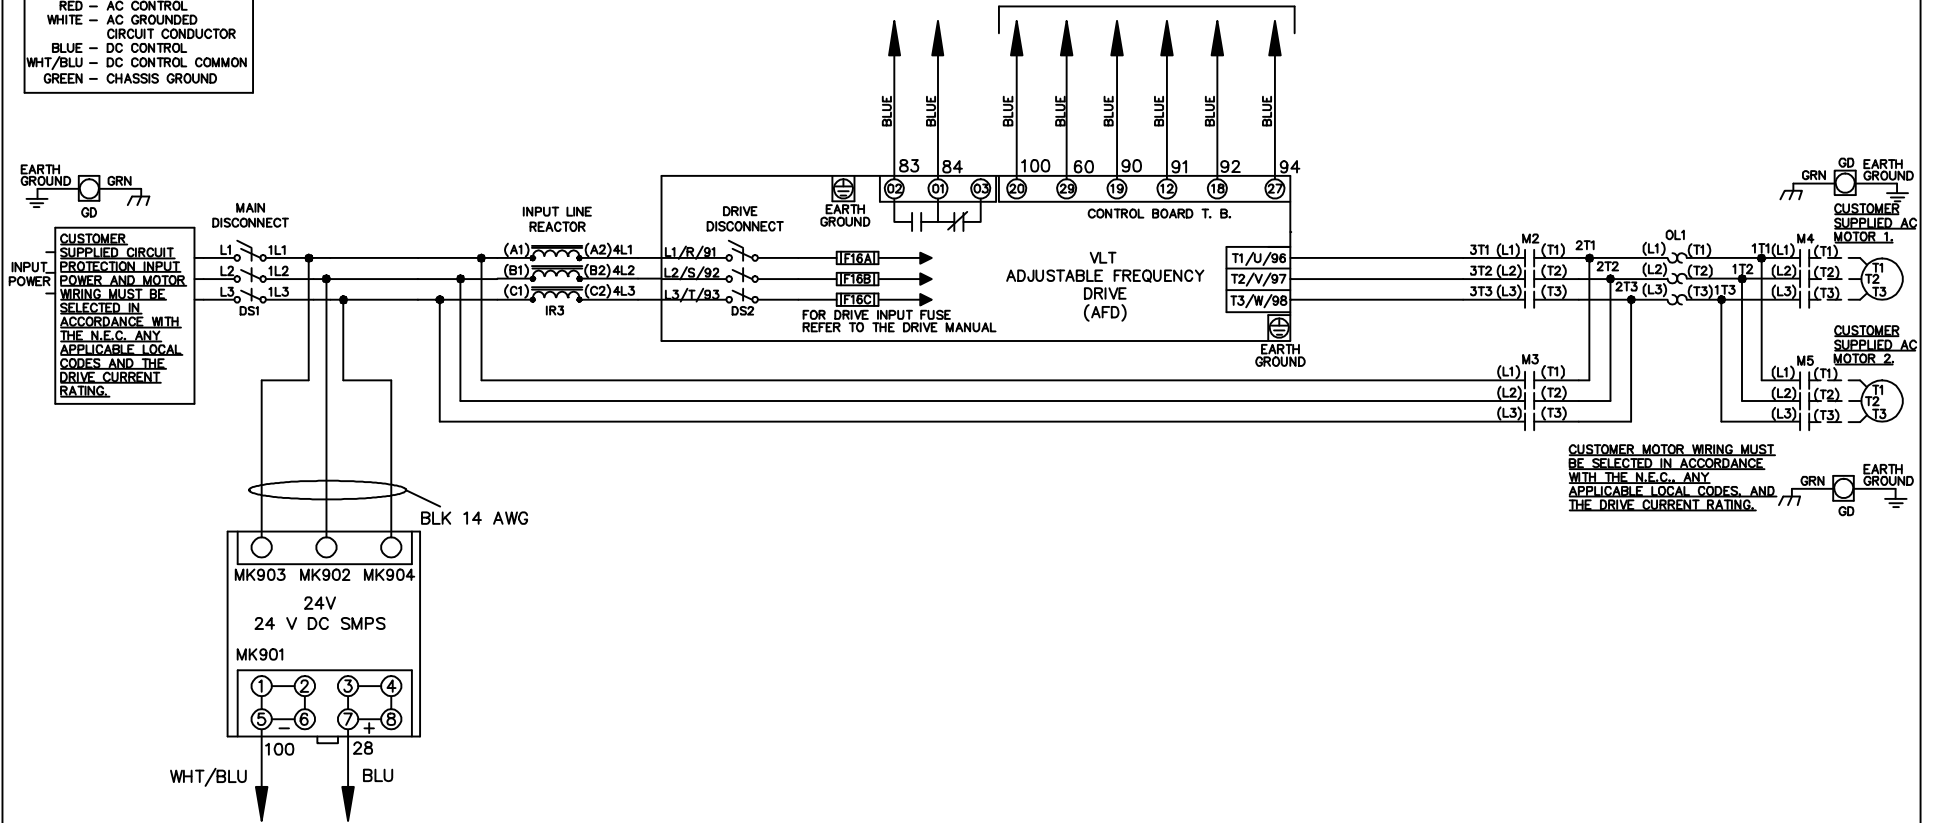 RED – AC CONTROL
WHITE – AC GROUNDED
CIRCUIT CONDUCTOR
BLUE – DC CONTROL
WHT/BLU – DC CONTROL COMMON
GREEN – CHASSIS GROUND
BLUE
BLUE
BLUE
BLUE
BLUE
BLUE
BLUE
BLUE
83
84
100
60
90
91
92
94
02
01
03
20
29
19
12
18
27
CONTROL BOARD T. B.
EARTH
GROUND
GRN
GD
MAIN
DISCONNECT
INPUT LINE
REACTOR
DRIVE
DISCONNECT
EARTH
GROUND
INPUT
POWER
CUSTOMER
SUPPLIED CIRCUIT
PROTECTION INPUT
POWER AND MOTOR
WIRING MUST BE
SELECTED IN
ACCORDANCE WITH
THE N.E.C. ANY
APPLICABLE LOCAL
CODES AND THE
DRIVE CURRENT
RATING.
L1 1L1
L2 1L2
L3 1L3
DS1
(A1) (A2) 4L1
(B1) (B2) 4L2
(C1) (C2) 4L3
IR3
L1/R/91
L2/S/92
L3/T/93
DS2
F16A
F16B
F16C
FOR DRIVE INPUT FUSE
REFER TO THE DRIVE MANUAL
VLT
ADJUSTABLE FREQUENCY
DRIVE
(AFD)
T1/U/96
T2/V/97
T3/W/98
EARTH
GROUND
M2
3T1 (L1) (T1) 2T1
3T2 (L2) (T2) 2T2
3T3 (L3) (T3) 2T3
OL1
(L1) (T1) 1T1
(L2) (T2) 1T2
(L3) (T3) 1T3
M4
(L1) (T1)
(L2) (T2)
(L3) (T3)
T1
T2
T3
GD
GRN
EARTH
GROUND
CUSTOMER
SUPPLIED AC
MOTOR 1.
M3
(L1) (T1)
(L2) (T2)
(L3) (T3)
CUSTOMER
SUPPLIED AC
MOTOR 2.
M5
(L1) (T1)
(L2) (T2)
(L3) (T3)
T1
T2
T3
CUSTOMER MOTOR WIRING MUST
BE SELECTED IN ACCORDANCE
WITH THE N.E.C., ANY
APPLICABLE LOCAL CODES, AND
THE DRIVE CURRENT RATING.
GRN
GD
EARTH
GROUND
BLK 14 AWG
MK903 MK902 MK904
24V
24 V DC SMPS
MK901
1 2 3 4
5 – 6 7 + 8
100
28
WHT/BLU
BLU